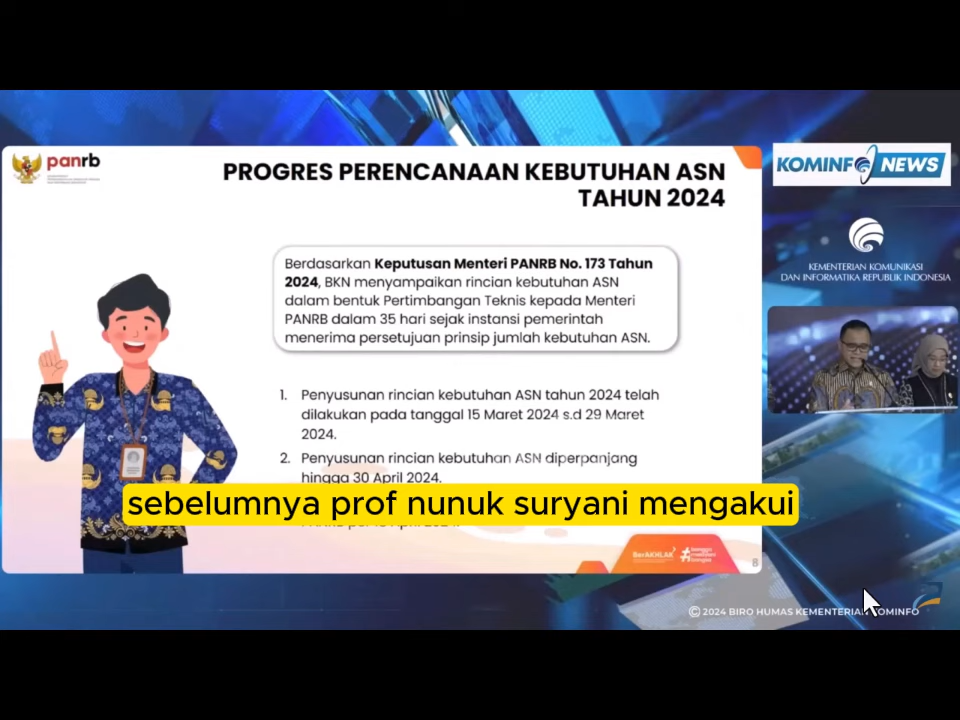 panrb
PROGRES PERENCANAAN KEBUTUHAN ASN
TAHUN 2024
Berdasarkan Keputusan Menteri PANRB No. 173 Tahun
2024, BKN menyampaikan rincian kebutuhan ASN
dalam bentuk Pertimbangan Teknis kepada Menteri
PANRB dalam 35 hari sejak instansi pemerintah
menerima persetujuan prinsip jumlah kebutuhan ASN.
1. Penyusunan rincian kebutuhan ASN tahun 2024 telah
dilakukan pada tanggal 15 Maret 2024 s.d 29 Maret
2024.
2. Penyusunan rincian kebutuhan ASN diperpanjang
hingga 30 April 2024.
sebelumnya prof nunuk suryani mengakui
BerAKHLAK
#bangga melayani bangsa
8
KOMINFO NEWS
KEMENTERIAN KOMUNIKASI
DAN INFORMATIKA REPUBLIK INDONESIA
© 2024 BIRO HUMAS KEMENTERIAN KOMINFO